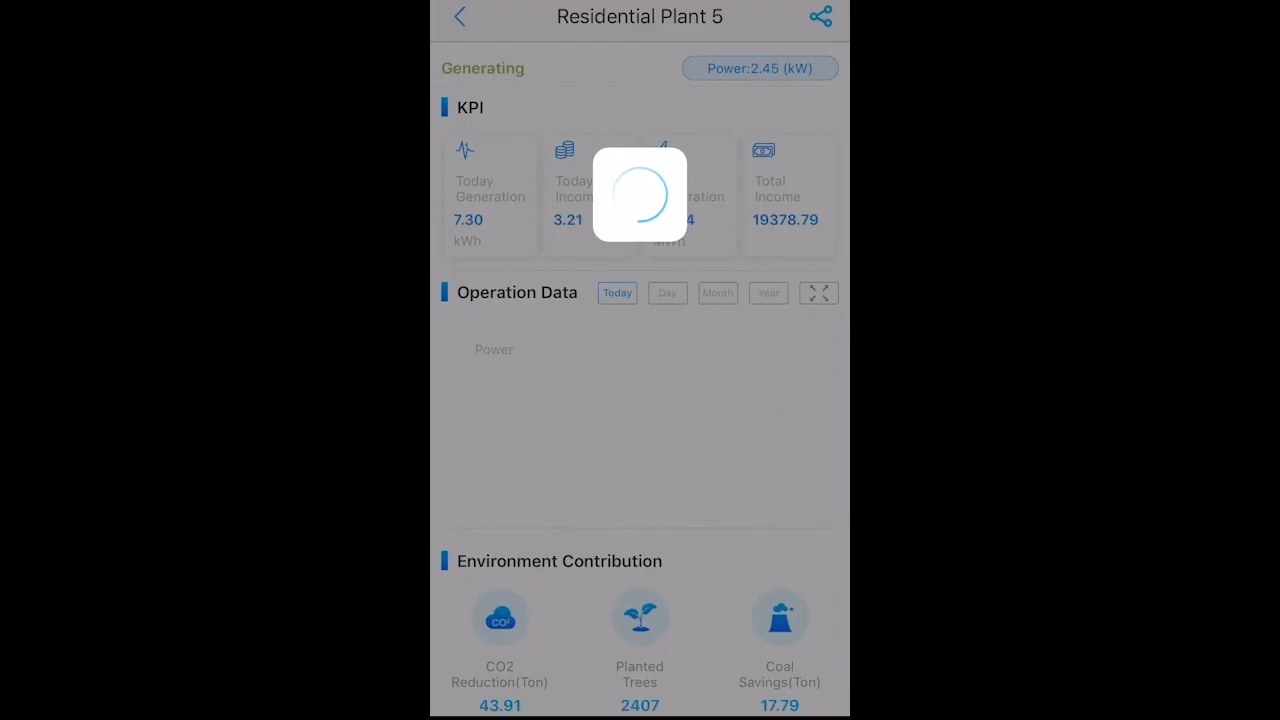 Residential Plant 5
Generating
Power:2.45 (kW)
KPI
Today
Generation
7.30
kWh
Today
3.21
Total
Income
19378.79
Operation Data
Today
Day
Month
Year
Power
Environment Contribution
CO2
CO2
Reduction(Ton)
43.91
Planted
Trees
2407
Coal
Savings(Ton)
17.79